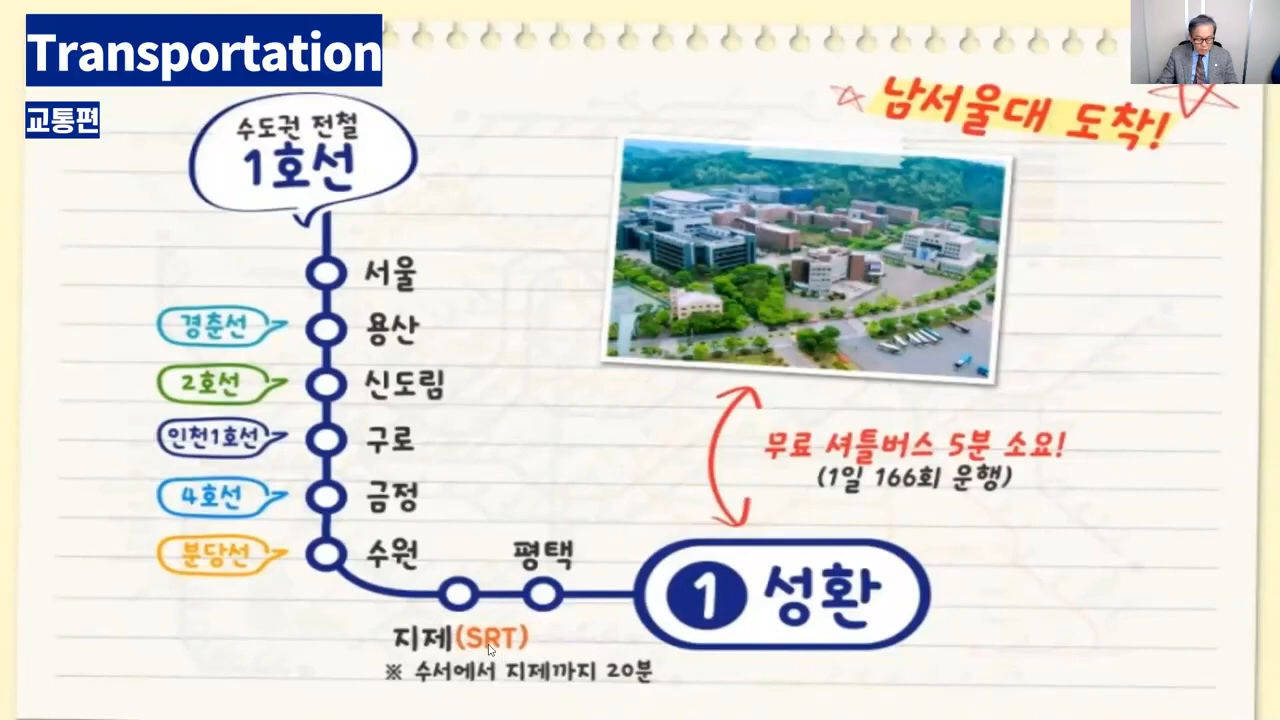 Transportation
교통편
수도권 전철
1호선
남서울대 도착!
서울
경춘선
용산
2호선
신도림
인천1호선
구로
4호선
금정
분당선
수원
평택
지제(SRT)
※ 수서에서 지제까지 20분
무료 셔틀버스 5분 소요!
(1일 166회 운행)
1 성환